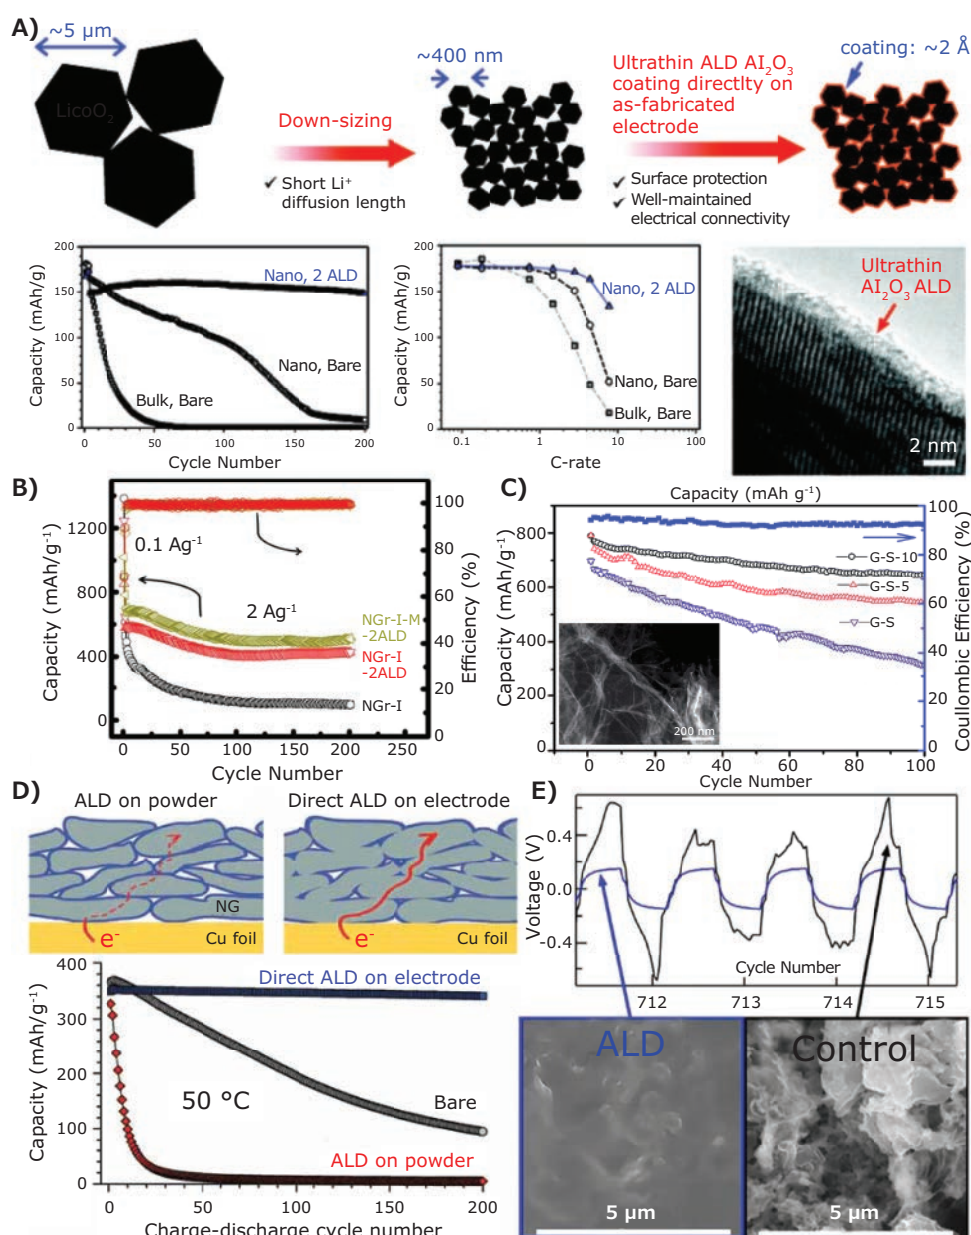 A)
~5 µm
LicoO₂
Down-sizing
✓ Short Li⁺
diffusion length
~400 nm
Ultrathin ALD AI₂O₃
coating directlty on
as-fabricated
electrode
✓ Surface protection
✓ Well-maintained
electrical connectivity
coating: ~2 Å
Capacity (mAh/g)
200
150
100
50
0
Nano, 2 ALD
Nano, Bare
Bulk, Bare
0
50
100
150
200
Cycle Number
Capacity (mAh/g)
200
150
100
50
0
Nano, 2 ALD
Nano, Bare
Bulk, Bare
0.1
1
10
100
C-rate
Ultrathin
AI₂O₃ ALD
2 nm
B)
Capacity (mAh/g⁻¹)
1200
800
400
0
0.1 Ag⁻¹
2 Ag⁻¹
NGr-I-M
-2ALD
NGr-I
-2ALD
NGr-I
100
80
60
40
20
0
Efficiency (%)
0
50
100
150
200
250
Cycle Number
C)
Capacity (mAh g⁻¹)
Capacity (mAh/g⁻¹)
800
600
400
200
0
G-S-10
G-S-5
G-S
200 nm
100
80
60
40
20
0
Coullombic Efficiency (%)
0
20
40
60
80
100
Cycle Number
D)
ALD on powder
Direct ALD on electrode
NG
e⁻
Cu foil
e⁻
Cu foil
Capacity (mAh/g⁻¹)
400
300
200
100
0
Direct ALD on electrode
50 °C
Bare
ALD on powder
0
50
100
150
200
Charge-discharge cycle number
E)
Voltage (V)
0.4
0.0
-0.4
Cycle Number
712
713
714
715
ALD
5 µm
Control
5 µm